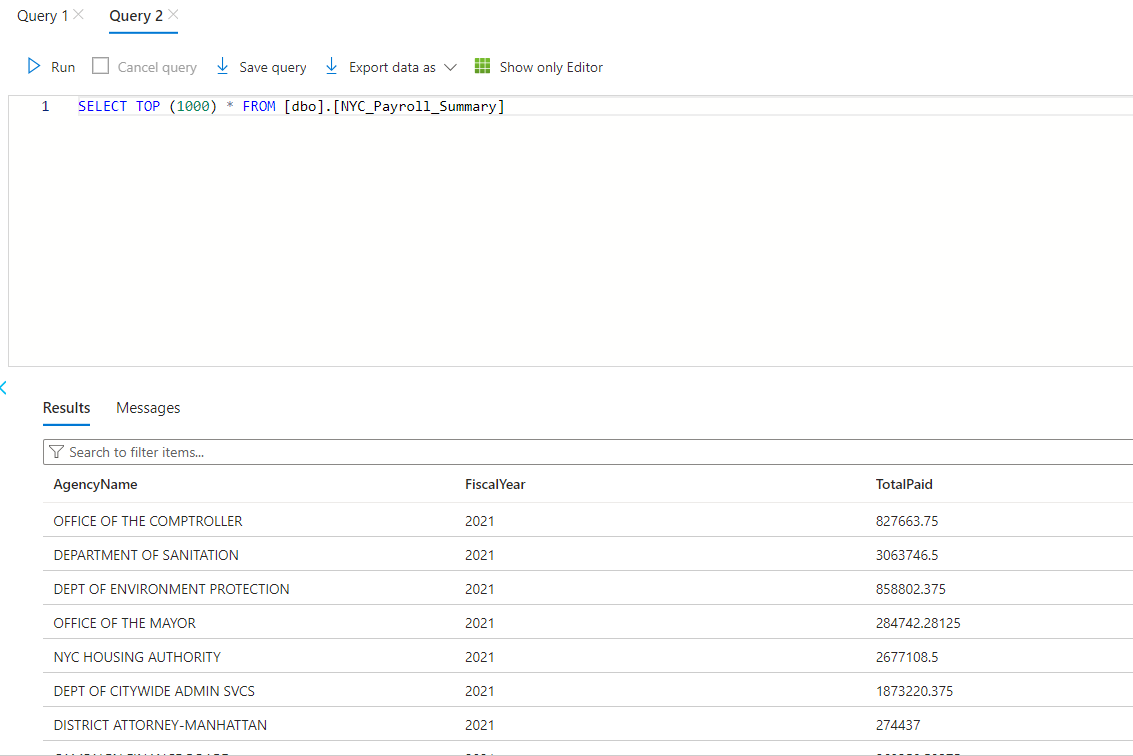 Query 1 Query 2
Run Cancel query Save query Export data as Show only Editor
1 SELECT TOP (1000) * FROM [dbo].[NYC_Payroll_Summary]
Results Messages
Search to filter items...
AgencyName FiscalYear TotalPaid
OFFICE OF THE COMPTROLLER 2021 827663.75
DEPARTMENT OF SANITATION 2021 3063746.5
DEPT OF ENVIRONMENT PROTECTION 2021 858802.375
OFFICE OF THE MAYOR 2021 284742.28125
NYC HOUSING AUTHORITY 2021 2677108.5
DEPT OF CITYWIDE ADMIN SVCS 2021 1873220.375
DISTRICT ATTORNEY-MANHATTAN 2021 274437